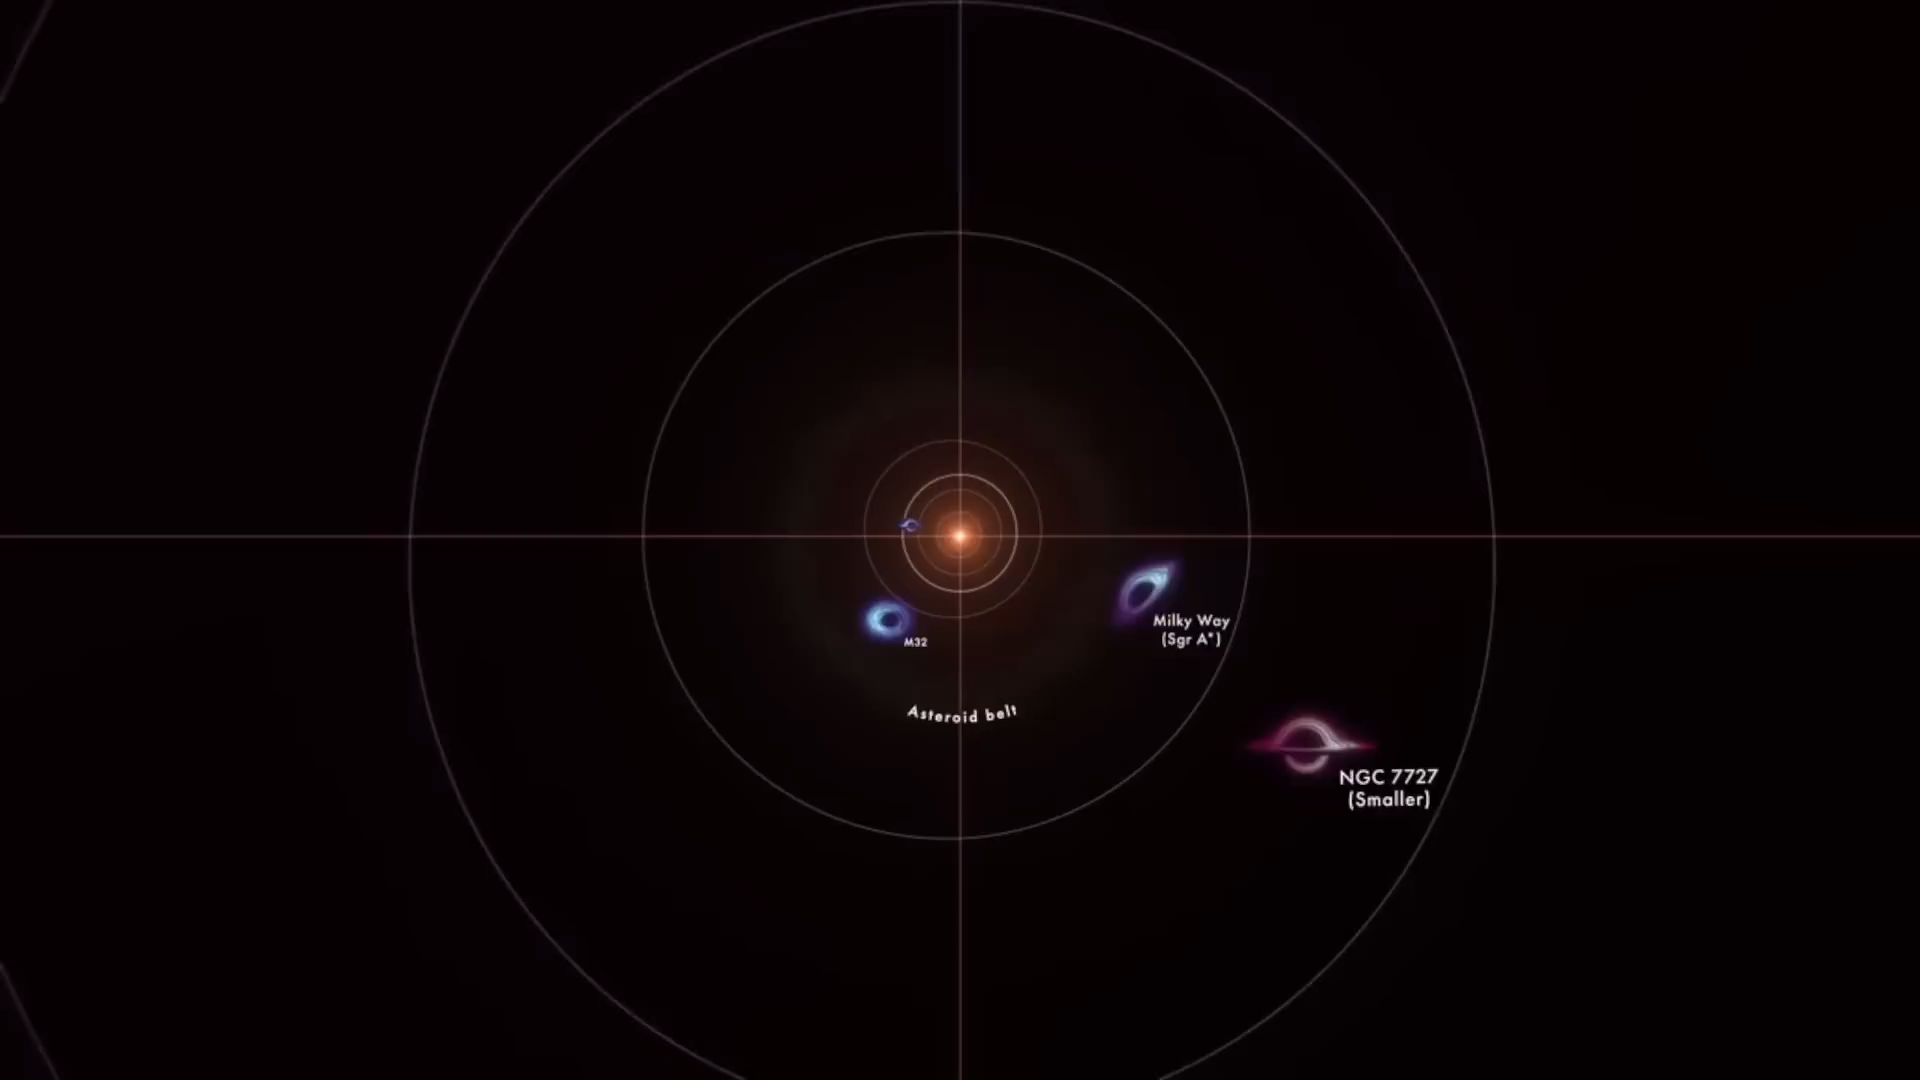 M32
Milky Way
(Sgr A*)
Asteroid belt
NGC 7727
(Smaller)